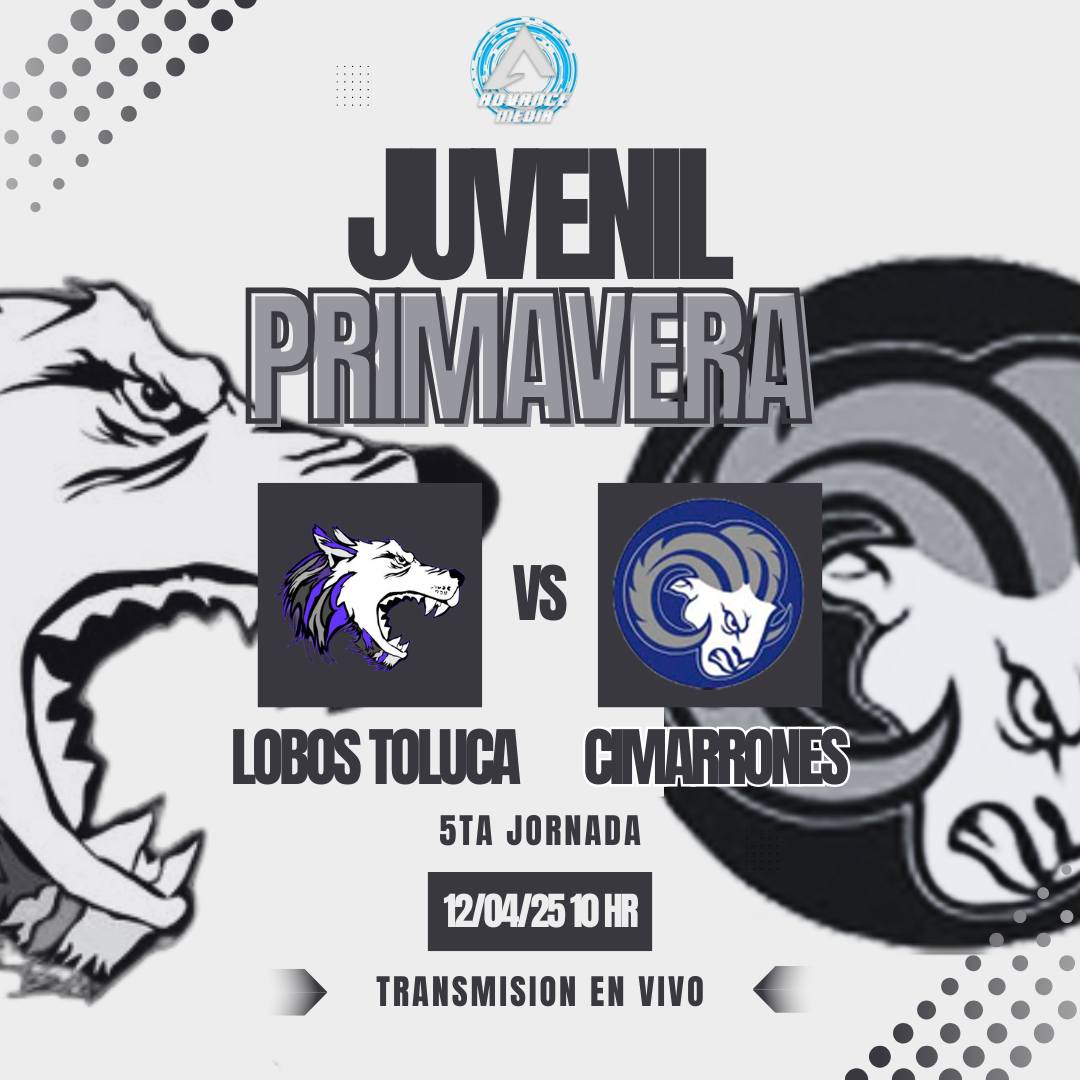 ADVANCE
MEDIA
JUVENIL
PRIMAVERA
VS
LOBOS TOLUCA
CIMARRONES
5TA JORNADA
12/04/25 10 HR
TRANSMISION EN VIVO